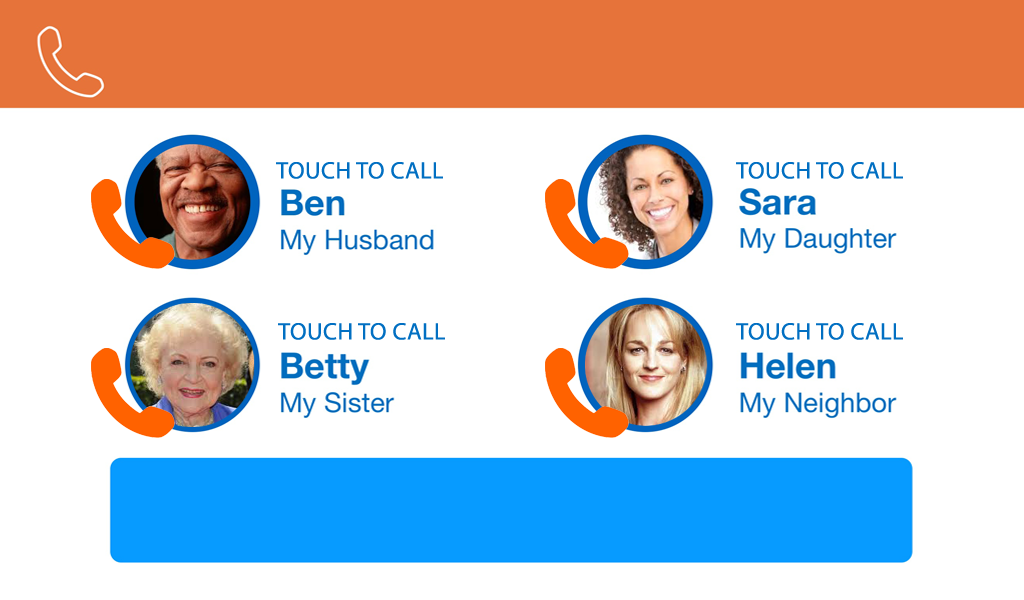 TOUCH TO CALL
Ben
My Husband
TOUCH TO CALL
Sara
My Daughter
TOUCH TO CALL
Betty
My Sister
TOUCH TO CALL
Helen
My Neighbor